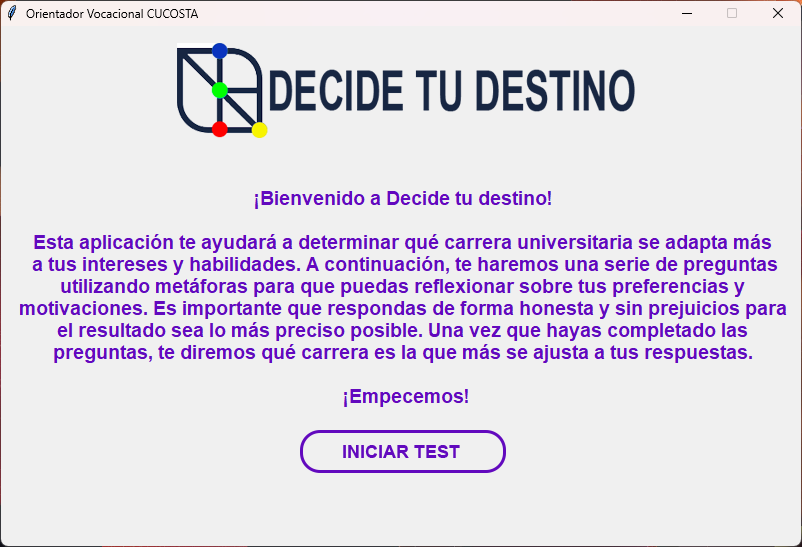 Orientador Vocacional CUCOSTA
DECIDE TU DESTINO
¡Bienvenido a Decide tu destino!
Esta aplicación te ayudará a determinar qué carrera universitaria se adapta más
a tus intereses y habilidades. A continuación, te haremos una serie de preguntas
utilizando metáforas para que puedas reflexionar sobre tus preferencias y
motivaciones. Es importante que respondas de forma honesta y sin prejuicios para
el resultado sea lo más preciso posible. Una vez que hayas completado las
preguntas, te diremos qué carrera es la que más se ajusta a tus respuestas.
¡Empecemos!
INICIAR TEST